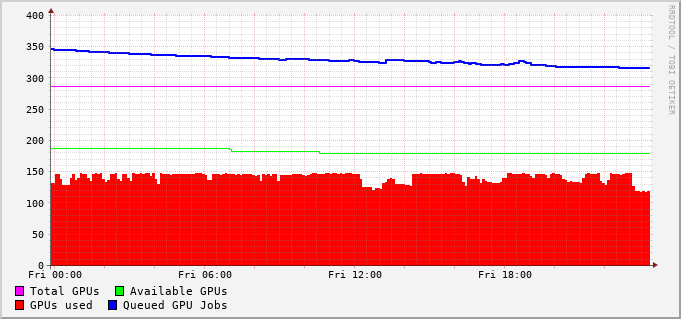 400
350
300
250
200
150
100
50
0
Fri 00:00 Fri 06:00 Fri 12:00 Fri 18:00
Total GPUs Available GPUs
GPUs used Queued GPU Jobs
RRDTOOL / TOBI OETIKER